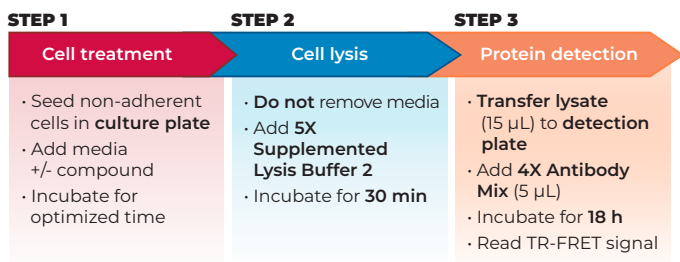 STEP 1
Cell treatment
· Seed non-adherent
cells in culture plate
· Add media
+/- compound
· Incubate for
optimized time
STEP 2
Cell lysis
· Do not remove media
· Add 5X
Supplemented
Lysis Buffer 2
· Incubate for 30 min
STEP 3
Protein detection
· Transfer lysate
(15 µL) to detection
plate
· Add 4X Antibody
Mix (5 µL)
· Incubate for 18 h
· Read TR-FRET signal